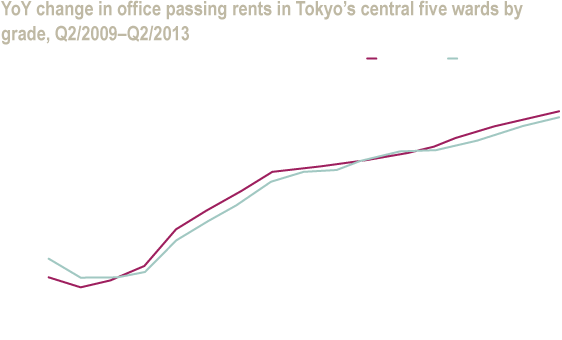 YoY change in office passing rents in Tokyo’s central five wards by
grade, Q2/2009–Q2/2013